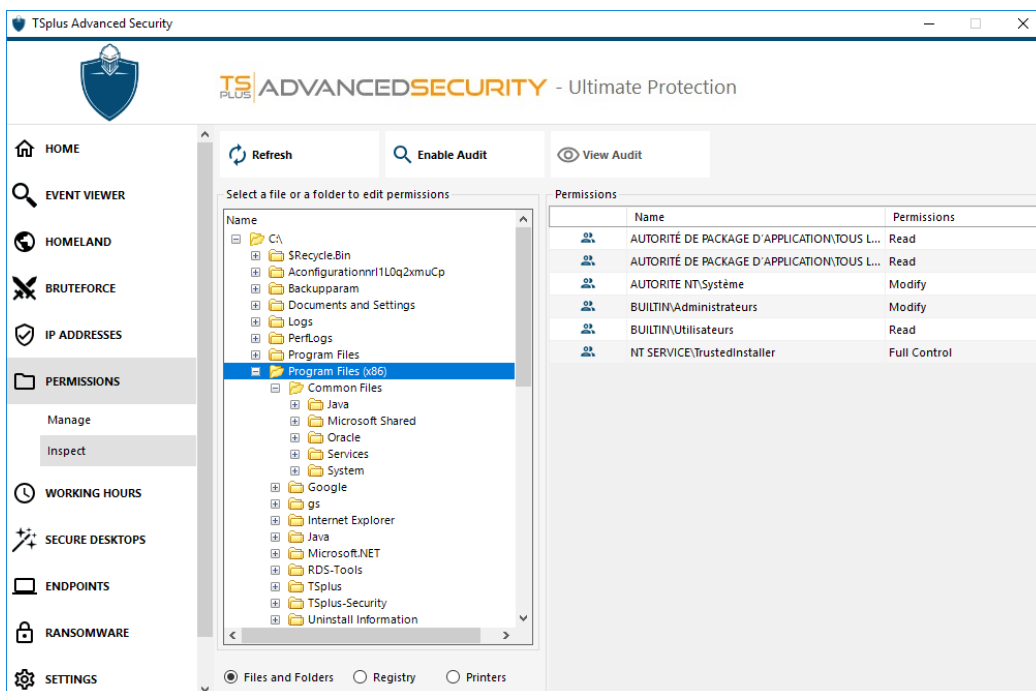 TSplus Advanced Security
TS PLUS ADVANCEDSECURITY - Ultimate Protection
HOME
EVENT VIEWER
HOMELAND
BRUTEFORCE
IP ADDRESSES
PERMISSIONS
Manage
Inspect
WORKING HOURS
SECURE DESKTOPS
ENDPOINTS
RANSOMWARE
SETTINGS
Refresh
Enable Audit
View Audit
Select a file or a folder to edit permissions
Name
C:\
$Recycle.Bin
Aconfigurationnrl1L0q2xmuCp
Backupparam
Documents and Settings
Logs
PerfLogs
Program Files
Program Files (x86)
Common Files
Java
Microsoft Shared
Oracle
Services
System
Google
gs
Internet Explorer
Java
Microsoft.NET
RDS-Tools
TSplus
TSplus-Security
Uninstall Information
Files and Folders
Registry
Printers
Permissions
Name Permissions
AUTORITÉ DE PACKAGE D'APPLICATION\TOUS L... Read
AUTORITÉ DE PACKAGE D'APPLICATION\TOUS L... Read
AUTORITE NT\Système Modify
BUILTIN\Administrateurs Modify
BUILTIN\Utilisateurs Read
NT SERVICE\TrustedInstaller Full Control